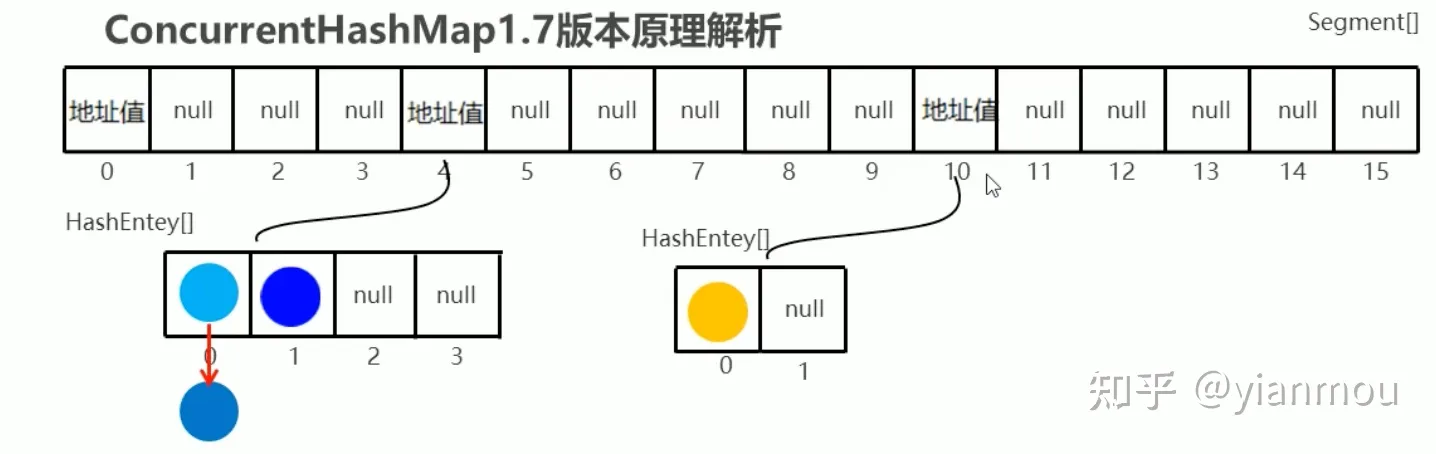 ConcurrentHashMap1.7版本原理解析
Segment[]
地址值 null null null 地址值 null null null null null 地址值 null null null null null
0 1 2 3 4 5 6 7 8 9 10 11 12 13 14 15
HashEntey[]
HashEntey[]
null null
null
0 1 2 3
0 1
知乎 @yianmou